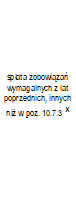 spłata zobowiązań
wymagalnych z lat
poprzednich, innych
niż w poz. 10.7.3 x